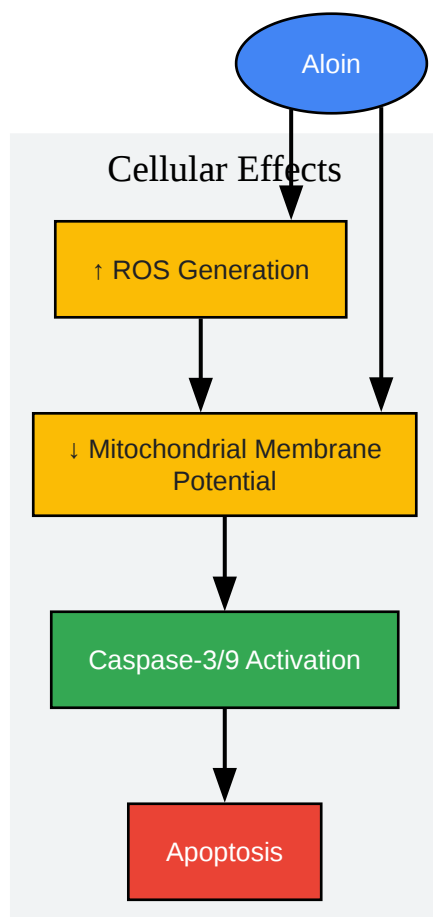 Aloin
Cellular Effects
↑ ROS Generation
↓ Mitochondrial Membrane
Potential
Caspase-3/9 Activation
Apoptosis